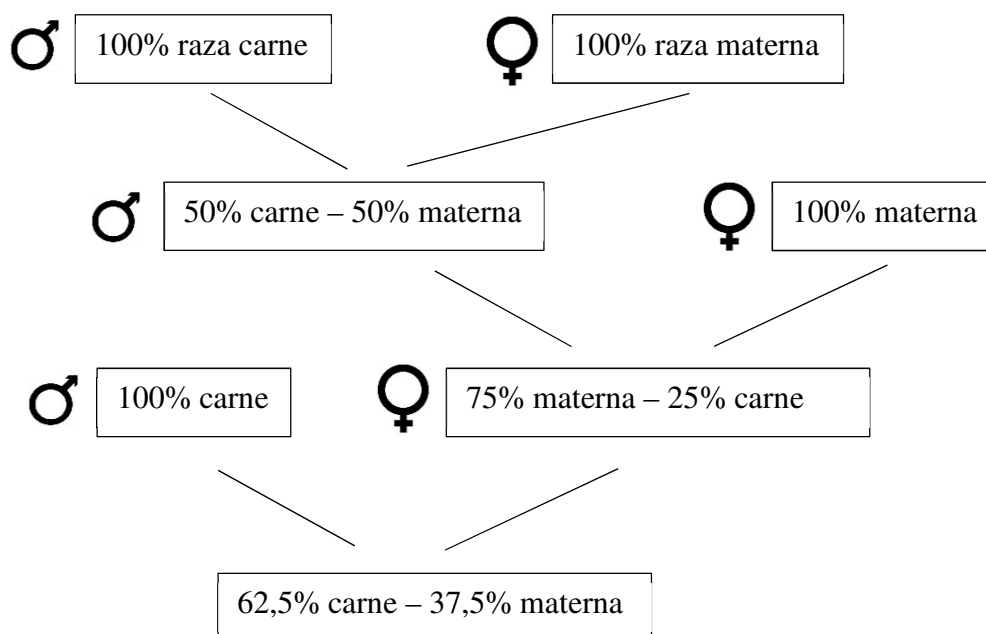 100% raza carne
100% raza materna
50% carne – 50% materna
100% materna
100% carne
75% materna – 25% carne
62,5% carne – 37,5% materna